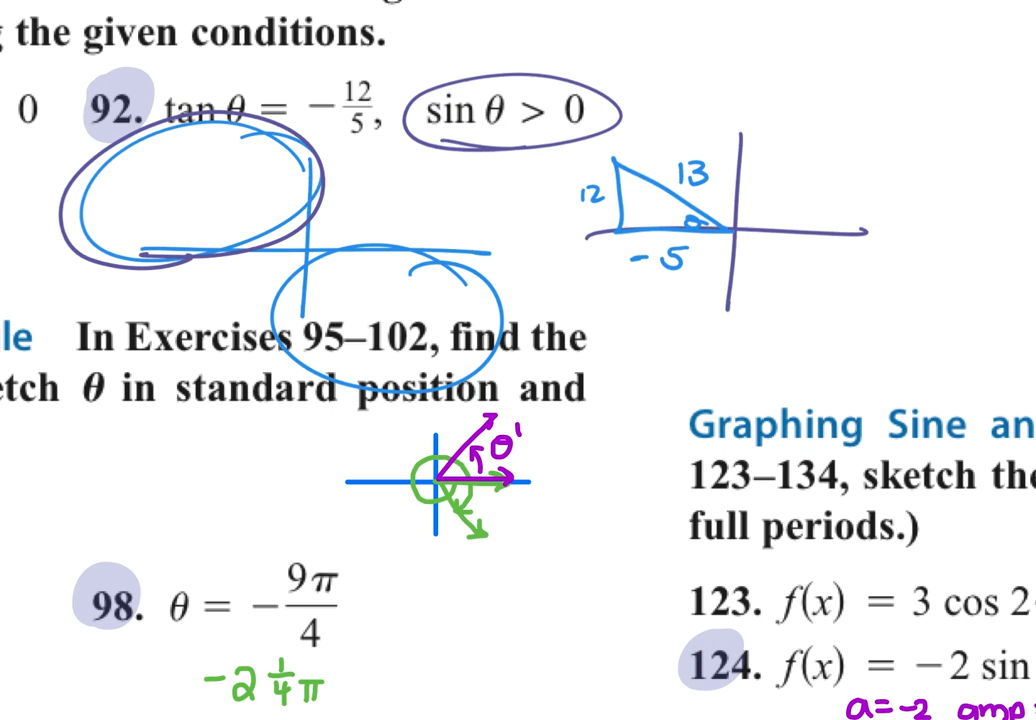 the given conditions.
0 92. tan θ = −12/5, sin θ > 0
13
12
-5
le In Exercises 95–102, find the
etch θ in standard position and
θ'
98. θ = −9π/4
-2 1/4 π
Graphing Sine an
123–134, sketch the
full periods.)
123. f(x) = 3 cos 2
124. f(x) = −2 sin
a=-2 amp